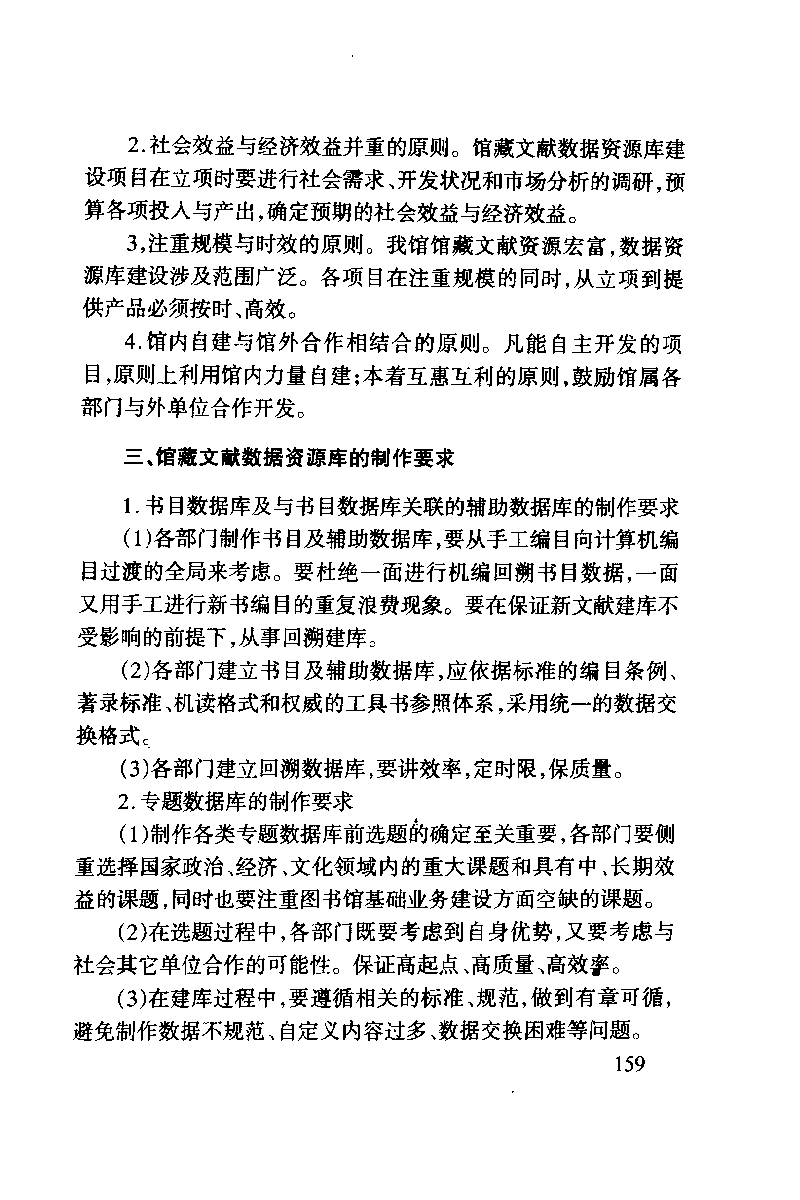 2.社会效益与经济效益并重的原则。馆藏文献数据资源库建
设项目在立项时要进行社会需求、开发状况和市场分析的调研,预
算各项投入与产出,确定预期的社会效益与经济效益。
3,注重规模与时效的原则。我馆馆藏文献资源宏富,数据资
源库建设涉及范围广泛。各项目在注重规模的同时,从立项到提
供产品必须按时、高效。
4.馆内自建与馆外合作相结合的原则。凡能自主开发的项
目,原则上利用馆内力量自建;本着互惠互利的原则,鼓励馆属各
部门与外单位合作开发。
三、馆藏文献数据资源库的制作要求
1.书目数据库及与书目数据库关联的辅助数据库的制作要求
(1)各部门制作书目及辅助数据库,要从手工编目向计算机编
目过渡的全局来考虑。要杜绝一面进行机编回溯书目数据,一面
又用手工进行新书编目的重复浪费现象。要在保证新文献建库不
受影响的前提下,从事回溯建库。
(2)各部门建立书目及辅助数据库,应依据标准的编目条例、
著录标准、机读格式和权威的工具书参照体系,采用统一的数据交
换格式。
(3)各部门建立回溯数据库,要讲效率,定时限,保质量。
2.专题数据库的制作要求
(1)制作各类专题数据库前选题的确定至关重要,各部门要侧
重选择国家政治、经济、文化领域内的重大课题和具有中、长期效
益的课题,同时也要注重图书馆基础业务建设方面空缺的课题。
(2)在选题过程中,各部门既要考虑到自身优势,又要考虑与
社会其它单位合作的可能性。保证高起点、高质量、高效率。
(3)在建库过程中,要遵循相关的标准、规范,做到有章可循,
避免制作数据不规范、自定义内容过多、数据交换困难等问题。
159